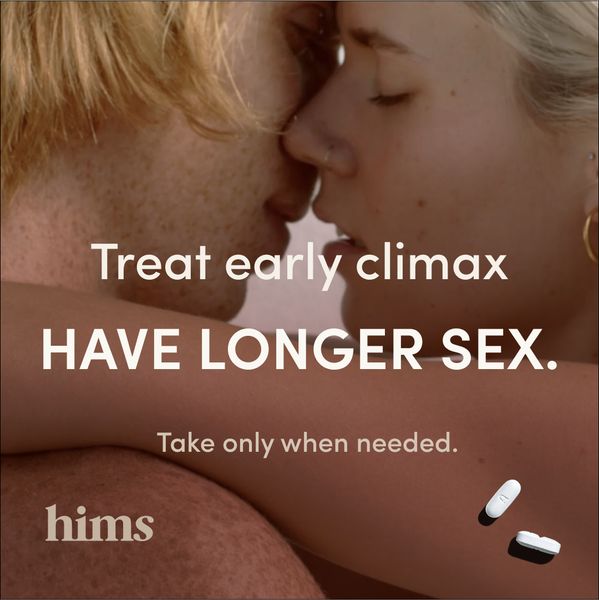 Treat early climax
HAVE LONGER SEX.
Take only when needed.
hims